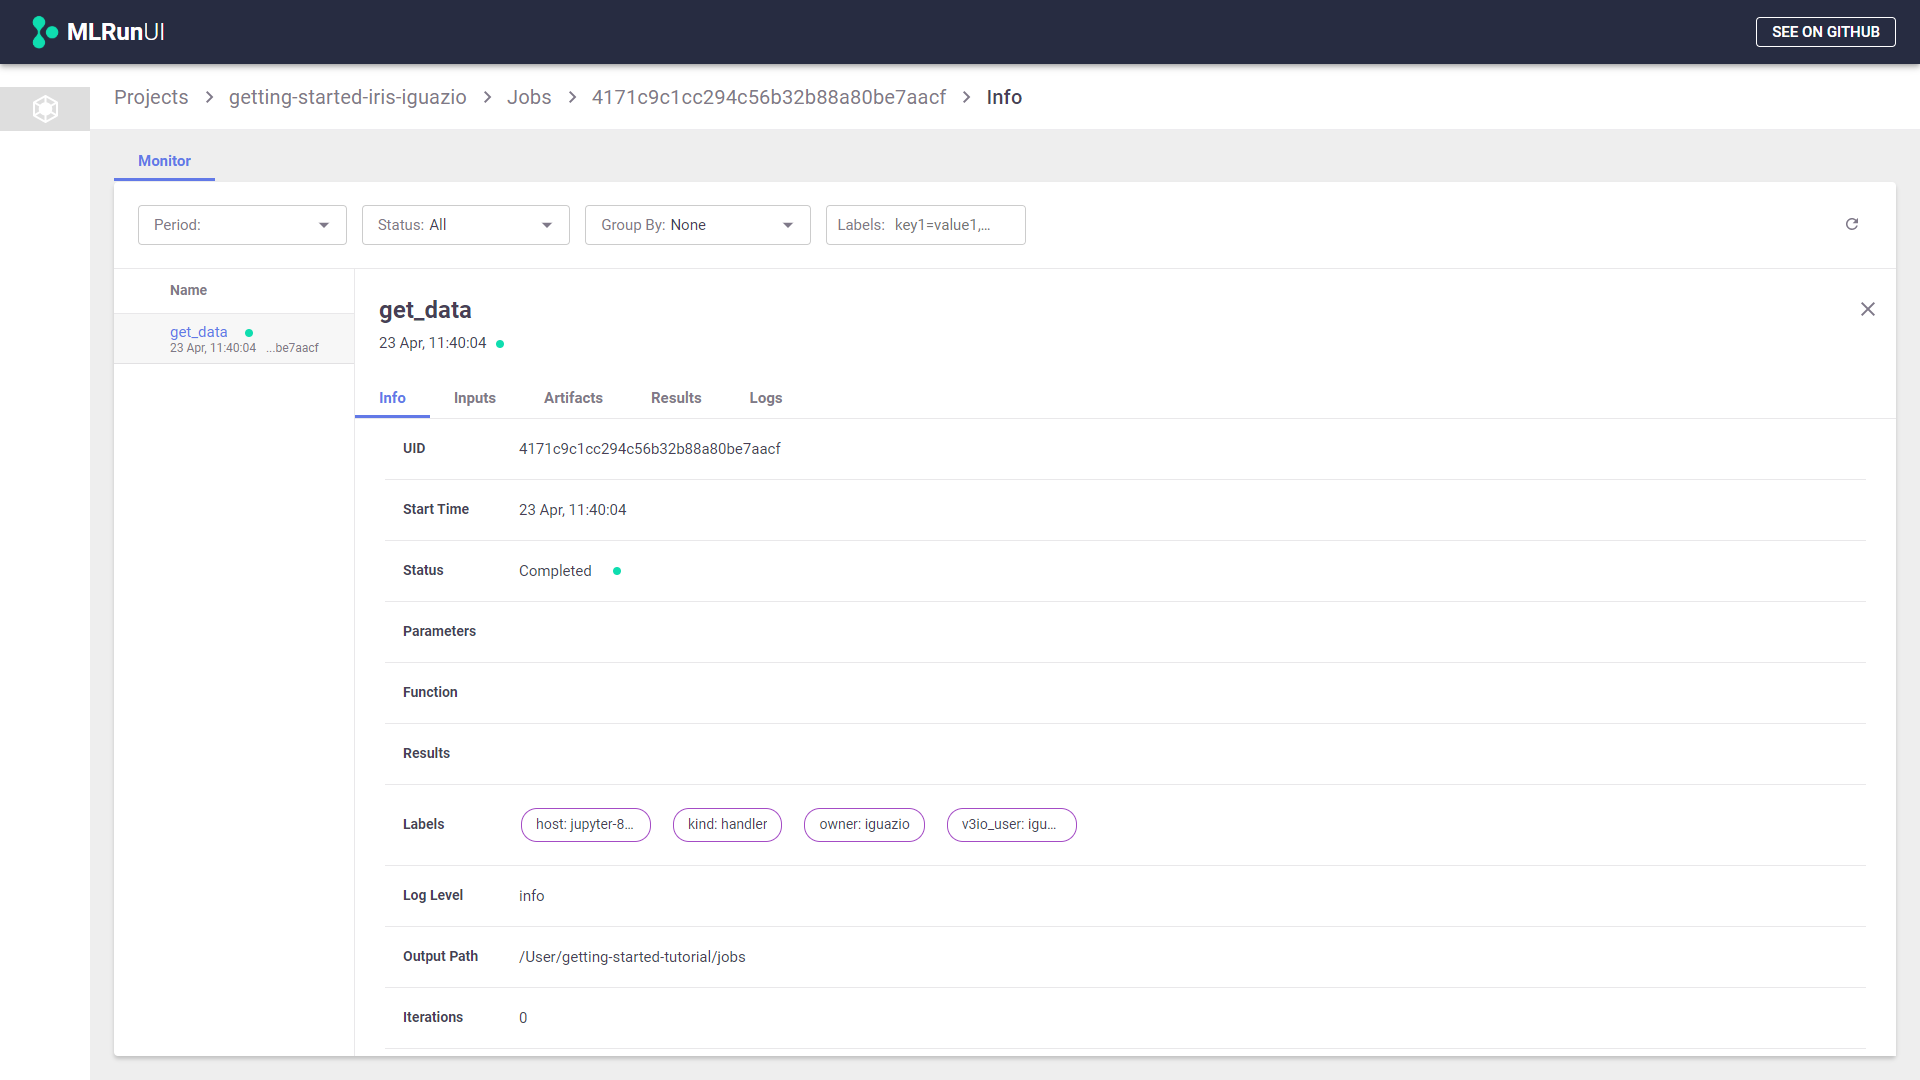 MLRunUI
SEE ON GITHUB
Projects > getting-started-iris-iguazio > Jobs > 4171c9c1cc294c56b32b88a80be7aacf > Info
Monitor
Period:
Status: All
Group By: None
Labels: key1=value1,...
Name
get_data
23 Apr, 11:40:04 ...be7aacf
get_data
23 Apr, 11:40:04
Info Inputs Artifacts Results Logs
UID 4171c9c1cc294c56b32b88a80be7aacf
Start Time 23 Apr, 11:40:04
Status Completed
Parameters
Function
Results
Labels host: jupyter-8... kind: handler owner: iguazio v3io_user: igu...
Log Level info
Output Path /User/getting-started-tutorial/jobs
Iterations 0